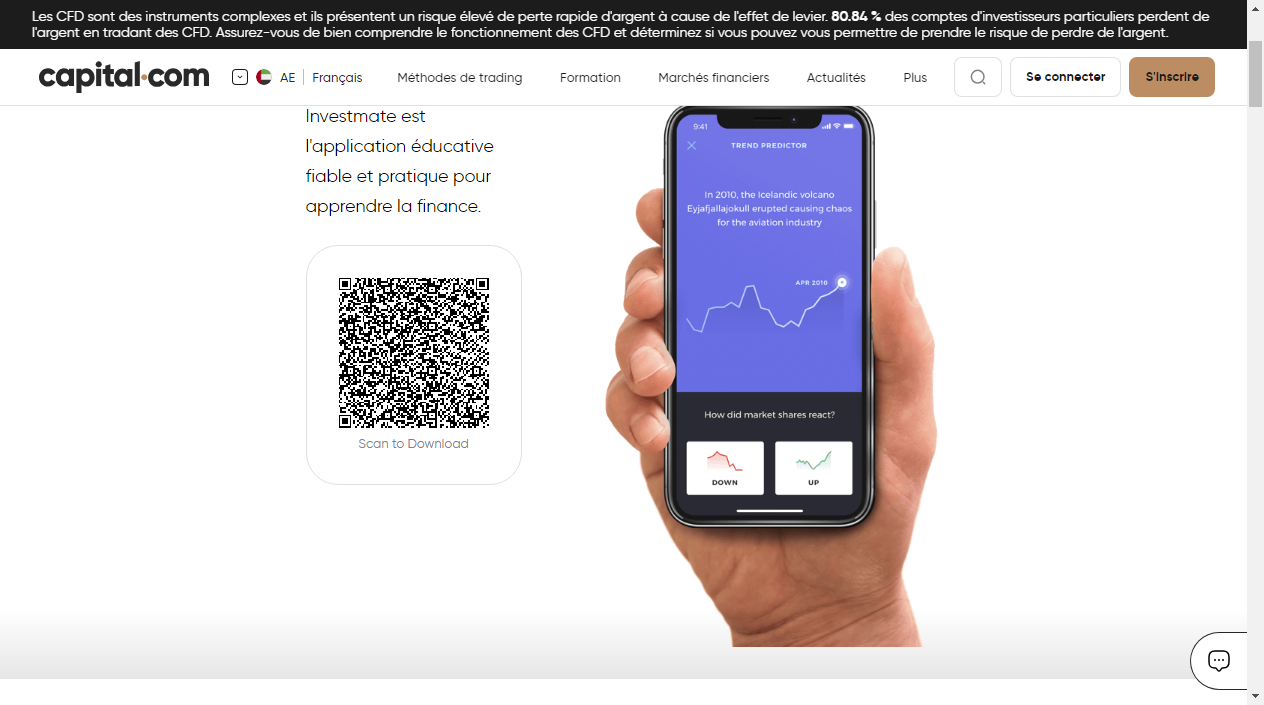 Les CFD sont des instruments complexes et ils présentent un risque élevé de perte rapide d'argent à cause de l'effet de levier. 80.84 % des comptes d'investisseurs particuliers perdent de
l'argent en tradant des CFD. Assurez-vous de bien comprendre le fonctionnement des CFD et déterminez si vous pouvez vous permettre de prendre le risque de perdre de l'argent.
capital.com AE Français Méthodes de trading Formation Marchés financiers Actualités Plus Se connecter S'inscrire
Investmate est
l'application éducative
fiable et pratique pour
apprendre la finance.
Scan to Download
9:41
TREND PREDICTOR
In 2010, the Icelandic volcano
Eyjafjallajokull erupted causing chaos
for the aviation industry
APR 2010
How did market shares react?
DOWN UP